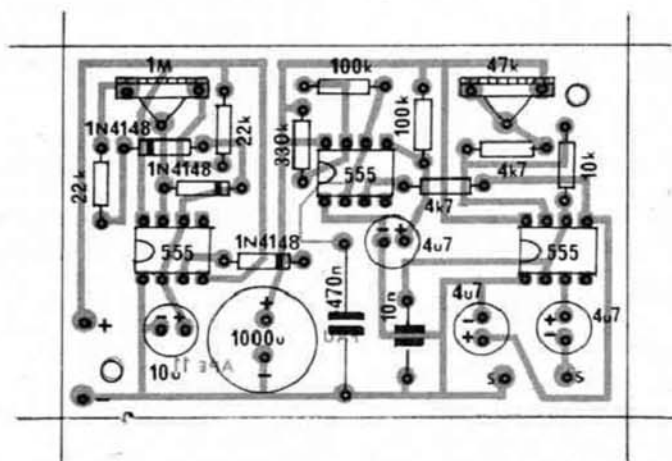 1M
100k
47k
1N4148
22k
330k
100k
1N4148
555
4k7
10k
22k
555
4k7
1N4148
4u7
555
470n
10n
4u7
4u7
+
- +
+
1000u
-
10u
- +
-
+
+
-
-
S
S